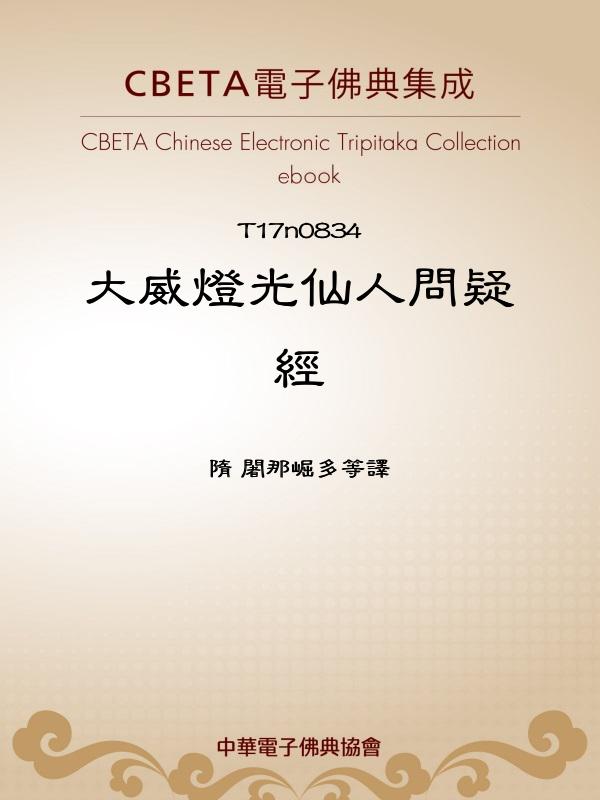 CBETA電子佛典集成
CBETA Chinese Electronic Tripitaka Collection
ebook
T17n0834
大威燈光仙人問疑
經
隋 闍那崛多等譯
中華電子佛典協會